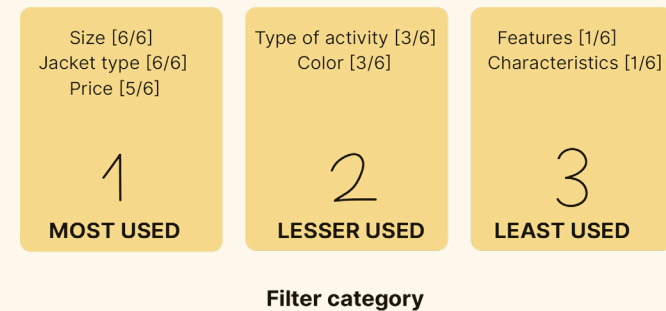 Size [6/6]
Jacket type [6/6]
Price [5/6]
1
MOST USED
Type of activity [3/6]
Color [3/6]
2
LESSER USED
Features [1/6]
Characteristics [1/6]
3
LEAST USED
Filter category